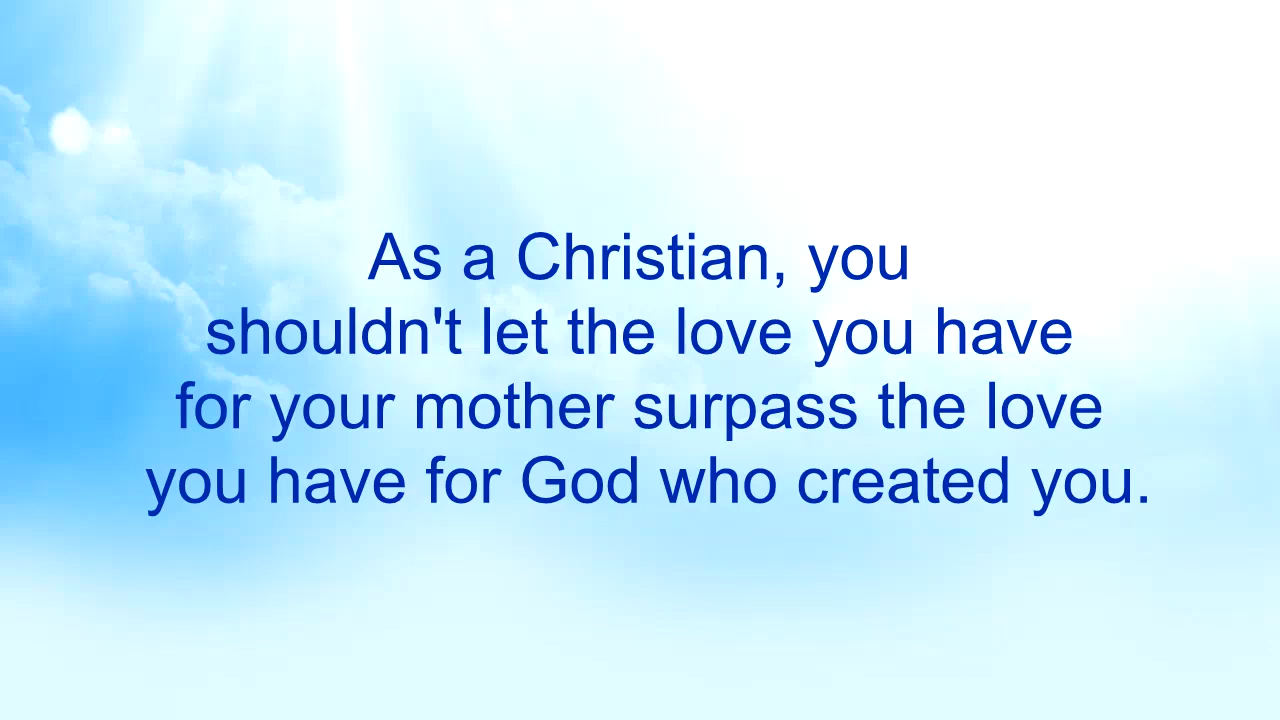 As a Christian, you
shouldn't let the love you have
for your mother surpass the love
you have for God who created you.